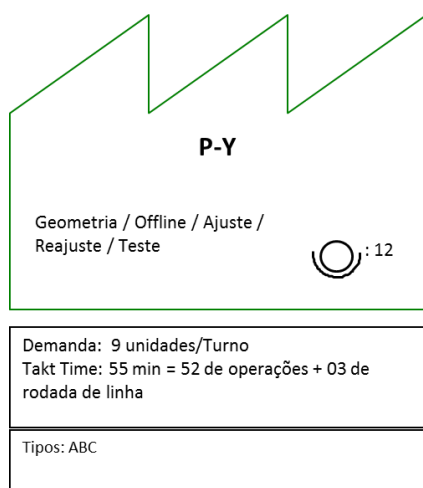 P-Y
Geometria / Offline / Ajuste /
Reajuste / Teste
: 12
Demanda: 9 unidades/Turno
Takt Time: 55 min = 52 de operações + 03 de
rodada de linha
Tipos: ABC